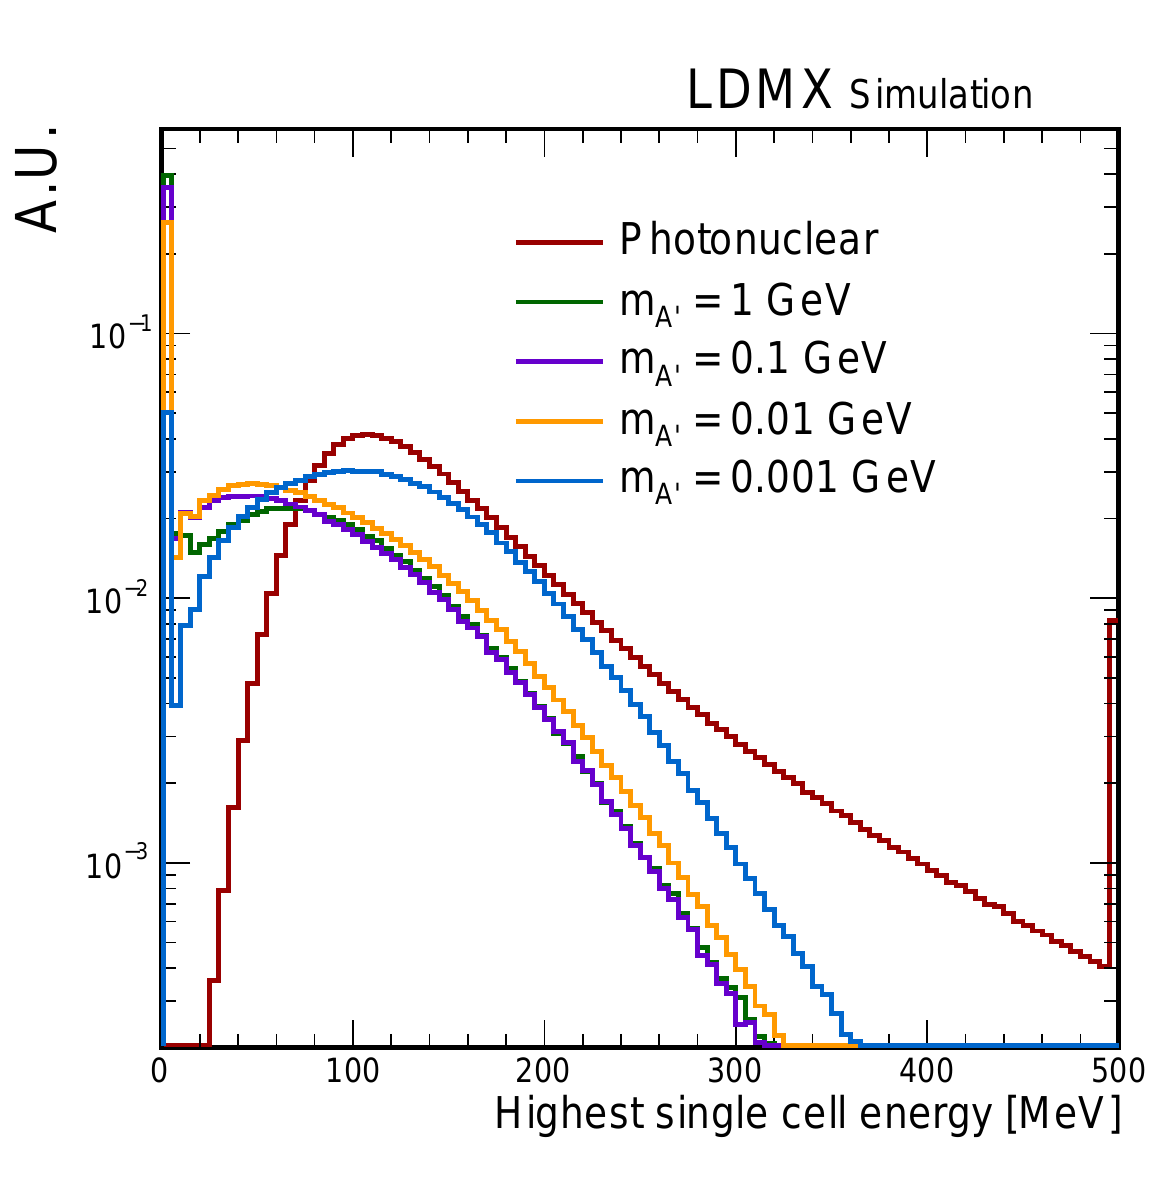 LDMX Simulation
A.U.
Photonuclear
m_A' = 1 GeV
m_A' = 0.1 GeV
m_A' = 0.01 GeV
m_A' = 0.001 GeV
10⁻¹
10⁻²
10⁻³
0 100 200 300 400 500
Highest single cell energy [MeV]